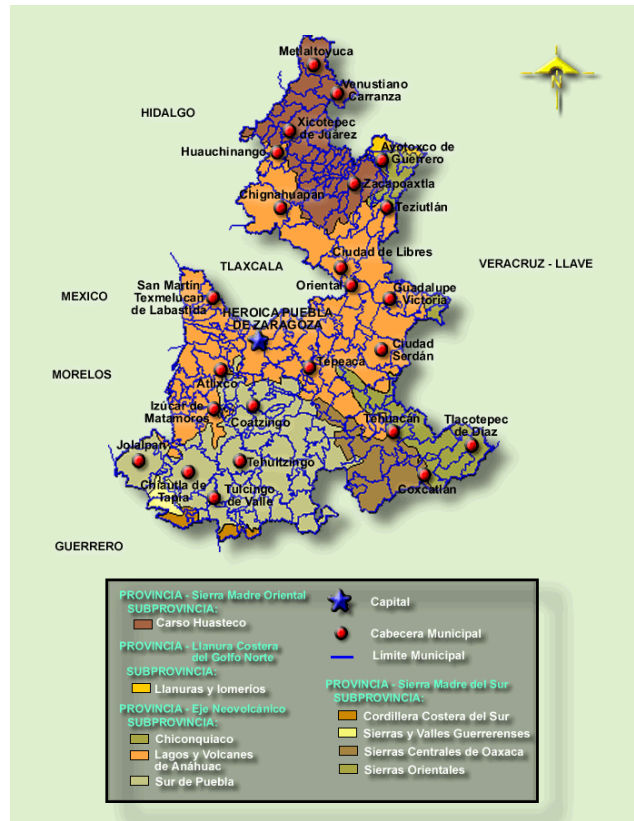 Metlaltoyuca
Venustiano
Carranza
N
HIDALGO
Xicotepec
de Juárez
Huauchinango
Ayotoxco de
Guerrero
Zacapoaxtla
Chignahuapan
Teziutlán
Ciudad de Libres
TLAXCALA
VERACRUZ - LLAVE
Oriental
San Martín
Texmelucan
de Labastida
MEXICO
Guadalupe
Victoria
HEROICA PUEBLA
DE ZARAGOZA
Ciudad
Serdán
Tepeaca
MORELOS
Atlixco
Izúcar de
Matamoros
Coatzingo
Tehuacán
Tlacotepec
de Díaz
Jolalpan
Tehuitzingo
Chiautla de
Tapia
Tulcingo
de Valle
Coxcatlán
GUERRERO
PROVINCIA - Sierra Madre Oriental
SUBPROVINCIA:
Carso Huasteco
PROVINCIA - Llanura Costera
del Golfo Norte
SUBPROVINCIA:
Llanuras y lomeríos
PROVINCIA - Eje Neovolcánico
SUBPROVINCIA:
Chiconquiaco
Lagos y Volcanes
de Anáhuac
Sur de Puebla
Capital
Cabecera Municipal
Límite Municipal
PROVINCIA - Sierra Madre del Sur
SUBPROVINCIA:
Cordillera Costera del Sur
Sierras y Valles Guerrerenses
Sierras Centrales de Oaxaca
Sierras Orientales